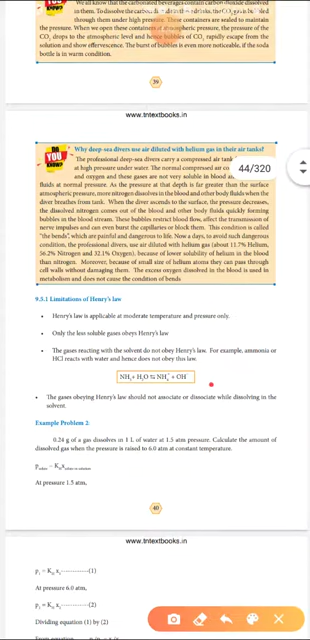 We all know that the carbonated beverages contain carbon dioxide dissolved
in them. To dissolve the carbon dioxide in these drinks, the CO₂ gas is bubbled
through them under high pressure. These containers are sealed to maintain
the pressure. When we open these containers at atmospheric pressure, the pressure of the
CO₂ drops to the atmospheric level and hence bubbles of CO₂ rapidly escape from the
solution and show effervescence. The burst of bubbles is even more noticeable, if the soda
bottle is in warm condition.
39
www.tntextbooks.in
DO YOU KNOW?
Why deep-sea divers use air diluted with helium gas in their air tanks?
The professional deep-sea divers carry a compressed air tank
at high pressure under water. The normal compressed air
and oxygen and these gases are not very soluble in blood a
fluids at normal pressure. As the pressure at that depth is far greater than the surface
atmospheric pressure, more nitrogen dissolves in the blood and other body fluids when the
diver breathes from tank. When the diver ascends to the surface, the pressure decreases,
the dissolved nitrogen comes out of the blood and other body fluids quickly forming
bubbles in the blood stream. These bubbles restrict blood flow, affect the transmission of
nerve impulses and can even burst the capillaries or block them. This condition is called
"the bends", which are painful and dangerous to life. Now a days, to avoid such dangerous
condition, the professional divers, use air diluted with helium gas (about 11.7% helium,
56.2% Nitrogen and 32.1% Oxygen), because of lower solubility of helium in the blood
than nitrogen. Moreover, because of small size of helium atoms they can pass through
cell walls without damaging them. The excess oxygen dissolved in the blood is used in
metabolism and does not cause the condition of bends.
44/320
9.5.1 Limitations of Henry's law
• Henry's law is applicable at moderate temperature and pressure only.
• Only the less soluble gases obeys Henry's law
• The gases reacting with the solvent do not obey Henry's law. For example, ammonia or
HCl reacts with water and hence does not obey this law.
NH₃ + H₂O ⇆ NH₄⁺ + OH⁻
• The gases obeying Henry's law should not associate or dissociate while dissolving in the
solvent.
Example Problem 2.
0.24 g of a gas dissolves in 1 L of water at 1.5 atm pressure. Calculate the amount of
dissolved gas when the pressure is raised to 6.0 atm at constant temperature.
p solute = K_H x solute in solution
At pressure 1.5 atm,
40
www.tntextbooks.in
p₁ = K_H x₁ ------------(1)
At pressure 6.0 atm,
p₂ = K_H x₂ ------------(2)
Dividing equation (1) by (2)